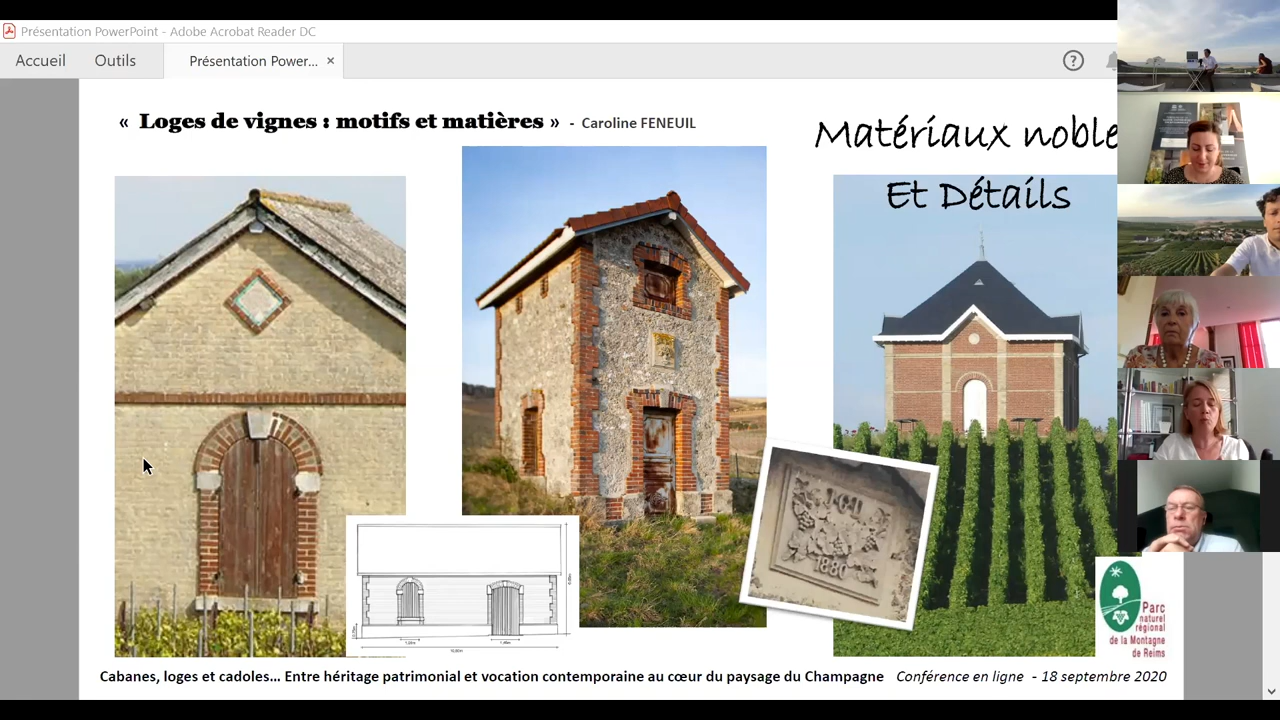 Présentation PowerPoint - Adobe Acrobat Reader DC
Accueil
Outils
Présentation Power...
« Loges de vignes : motifs et matières » - Caroline FENEUIL
Matériaux noble
Et Détails
1880
Parc
naturel
régional
de la Montagne
de Reims
Cabanes, loges et cadoles... Entre héritage patrimonial et vocation contemporaine au cœur du paysage du Champagne
Conférence en ligne - 18 septembre 2020